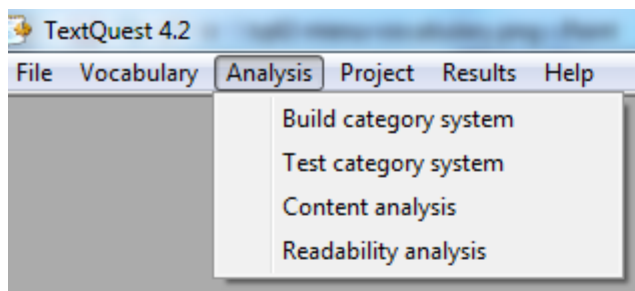 TextQuest 4.2
File Vocabulary Analysis Project Results Help
Build category system
Test category system
Content analysis
Readability analysis